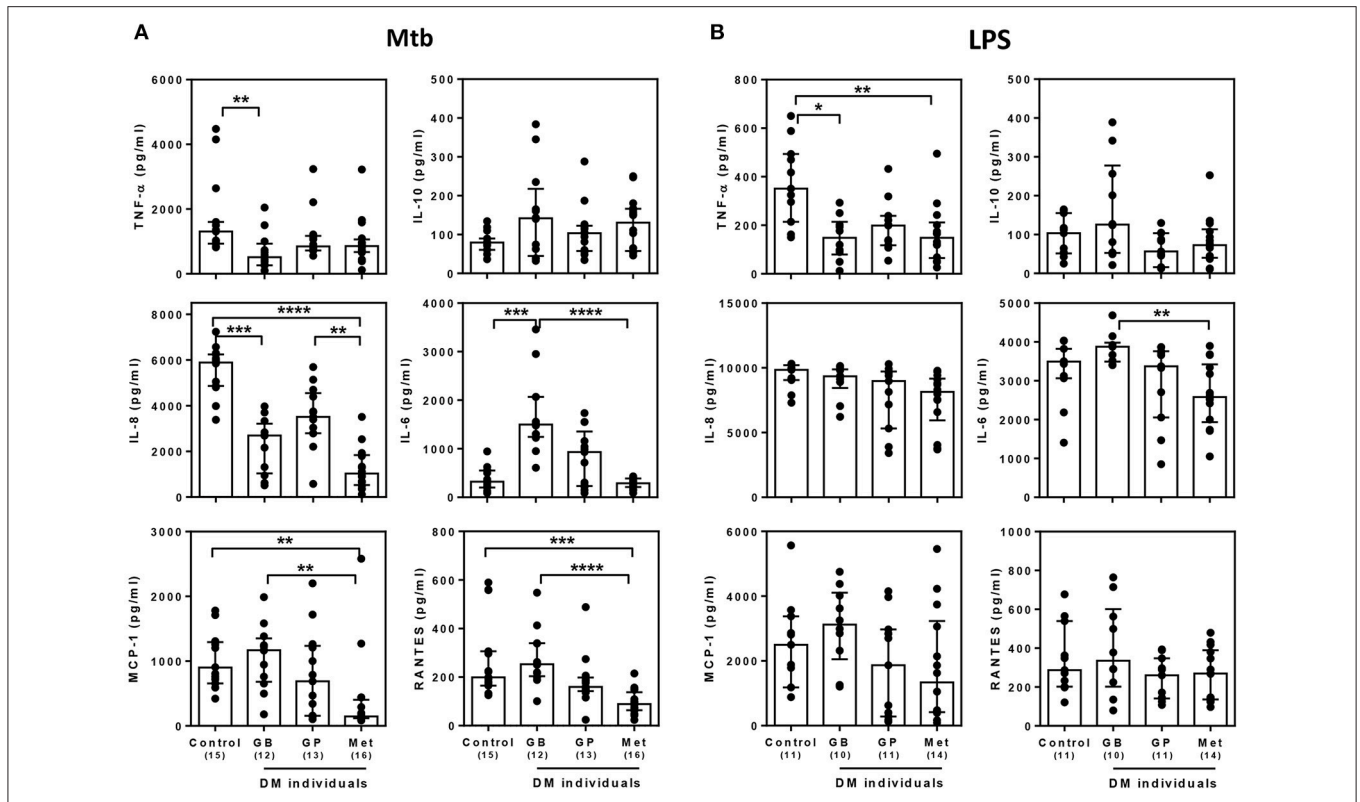 A
Mtb
B
LPS
TNF-α (pg/ml)
6000
4000
2000
0
**
IL-10 (pg/ml)
500
400
300
200
100
0
TNF-α (pg/ml)
800
600
400
200
0
*
**
IL-10 (pg/ml)
500
400
300
200
100
0
IL-8 (pg/ml)
8000
6000
4000
2000
0
****
***
**
IL-6 (pg/ml)
4000
3000
2000
1000
0
***
****
IL-8 (pg/ml)
15000
10000
5000
0
IL-6 (pg/ml)
5000
4000
3000
2000
1000
0
**
MCP-1 (pg/ml)
3000
2000
1000
0
**
**
Control GB GP Met
(15) (12) (13) (16)
DM individuals
RANTES (pg/ml)
800
600
400
200
0
***
****
Control GB GP Met
(15) (12) (13) (16)
DM individuals
MCP-1 (pg/ml)
6000
4000
2000
0
Control GB GP Met
(11) (10) (11) (14)
DM individuals
RANTES (pg/ml)
1000
800
600
400
200
0
Control GB GP Met
(11) (10) (11) (14)
DM individuals